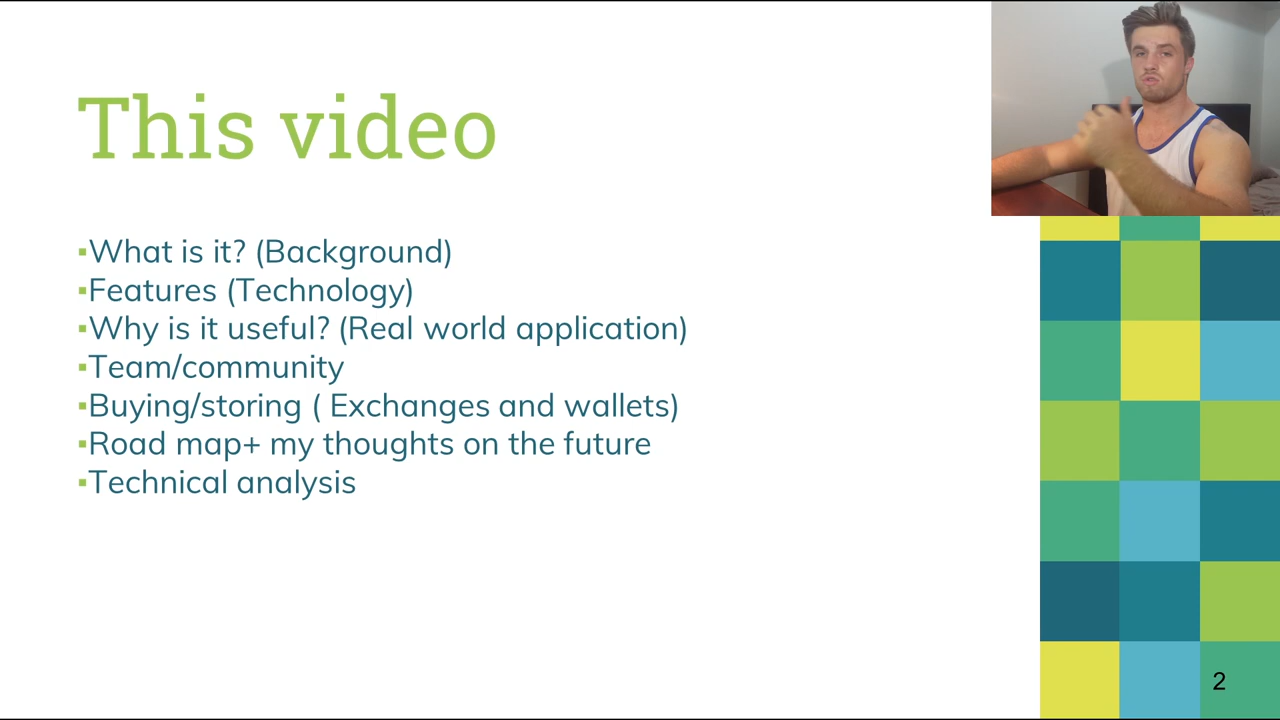 This video
▪What is it? (Background)
▪Features (Technology)
▪Why is it useful? (Real world application)
▪Team/community
▪Buying/storing ( Exchanges and wallets)
▪Road map+ my thoughts on the future
▪Technical analysis
2